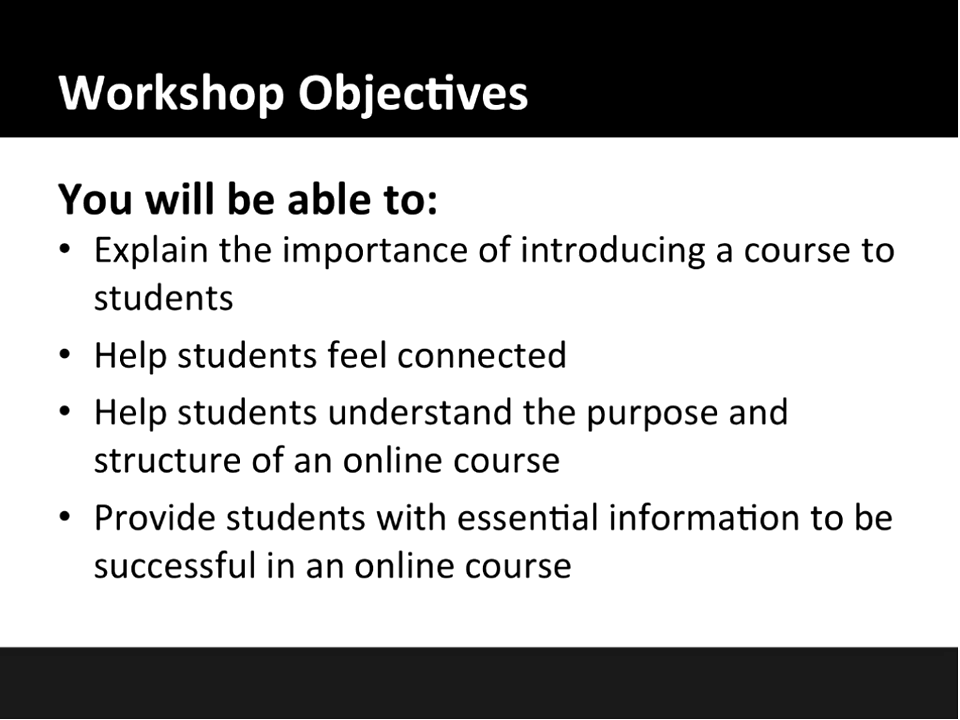 Workshop Objectives
You will be able to:
• Explain the importance of introducing a course to
students
• Help students feel connected
• Help students understand the purpose and
structure of an online course
• Provide students with essential information to be
successful in an online course